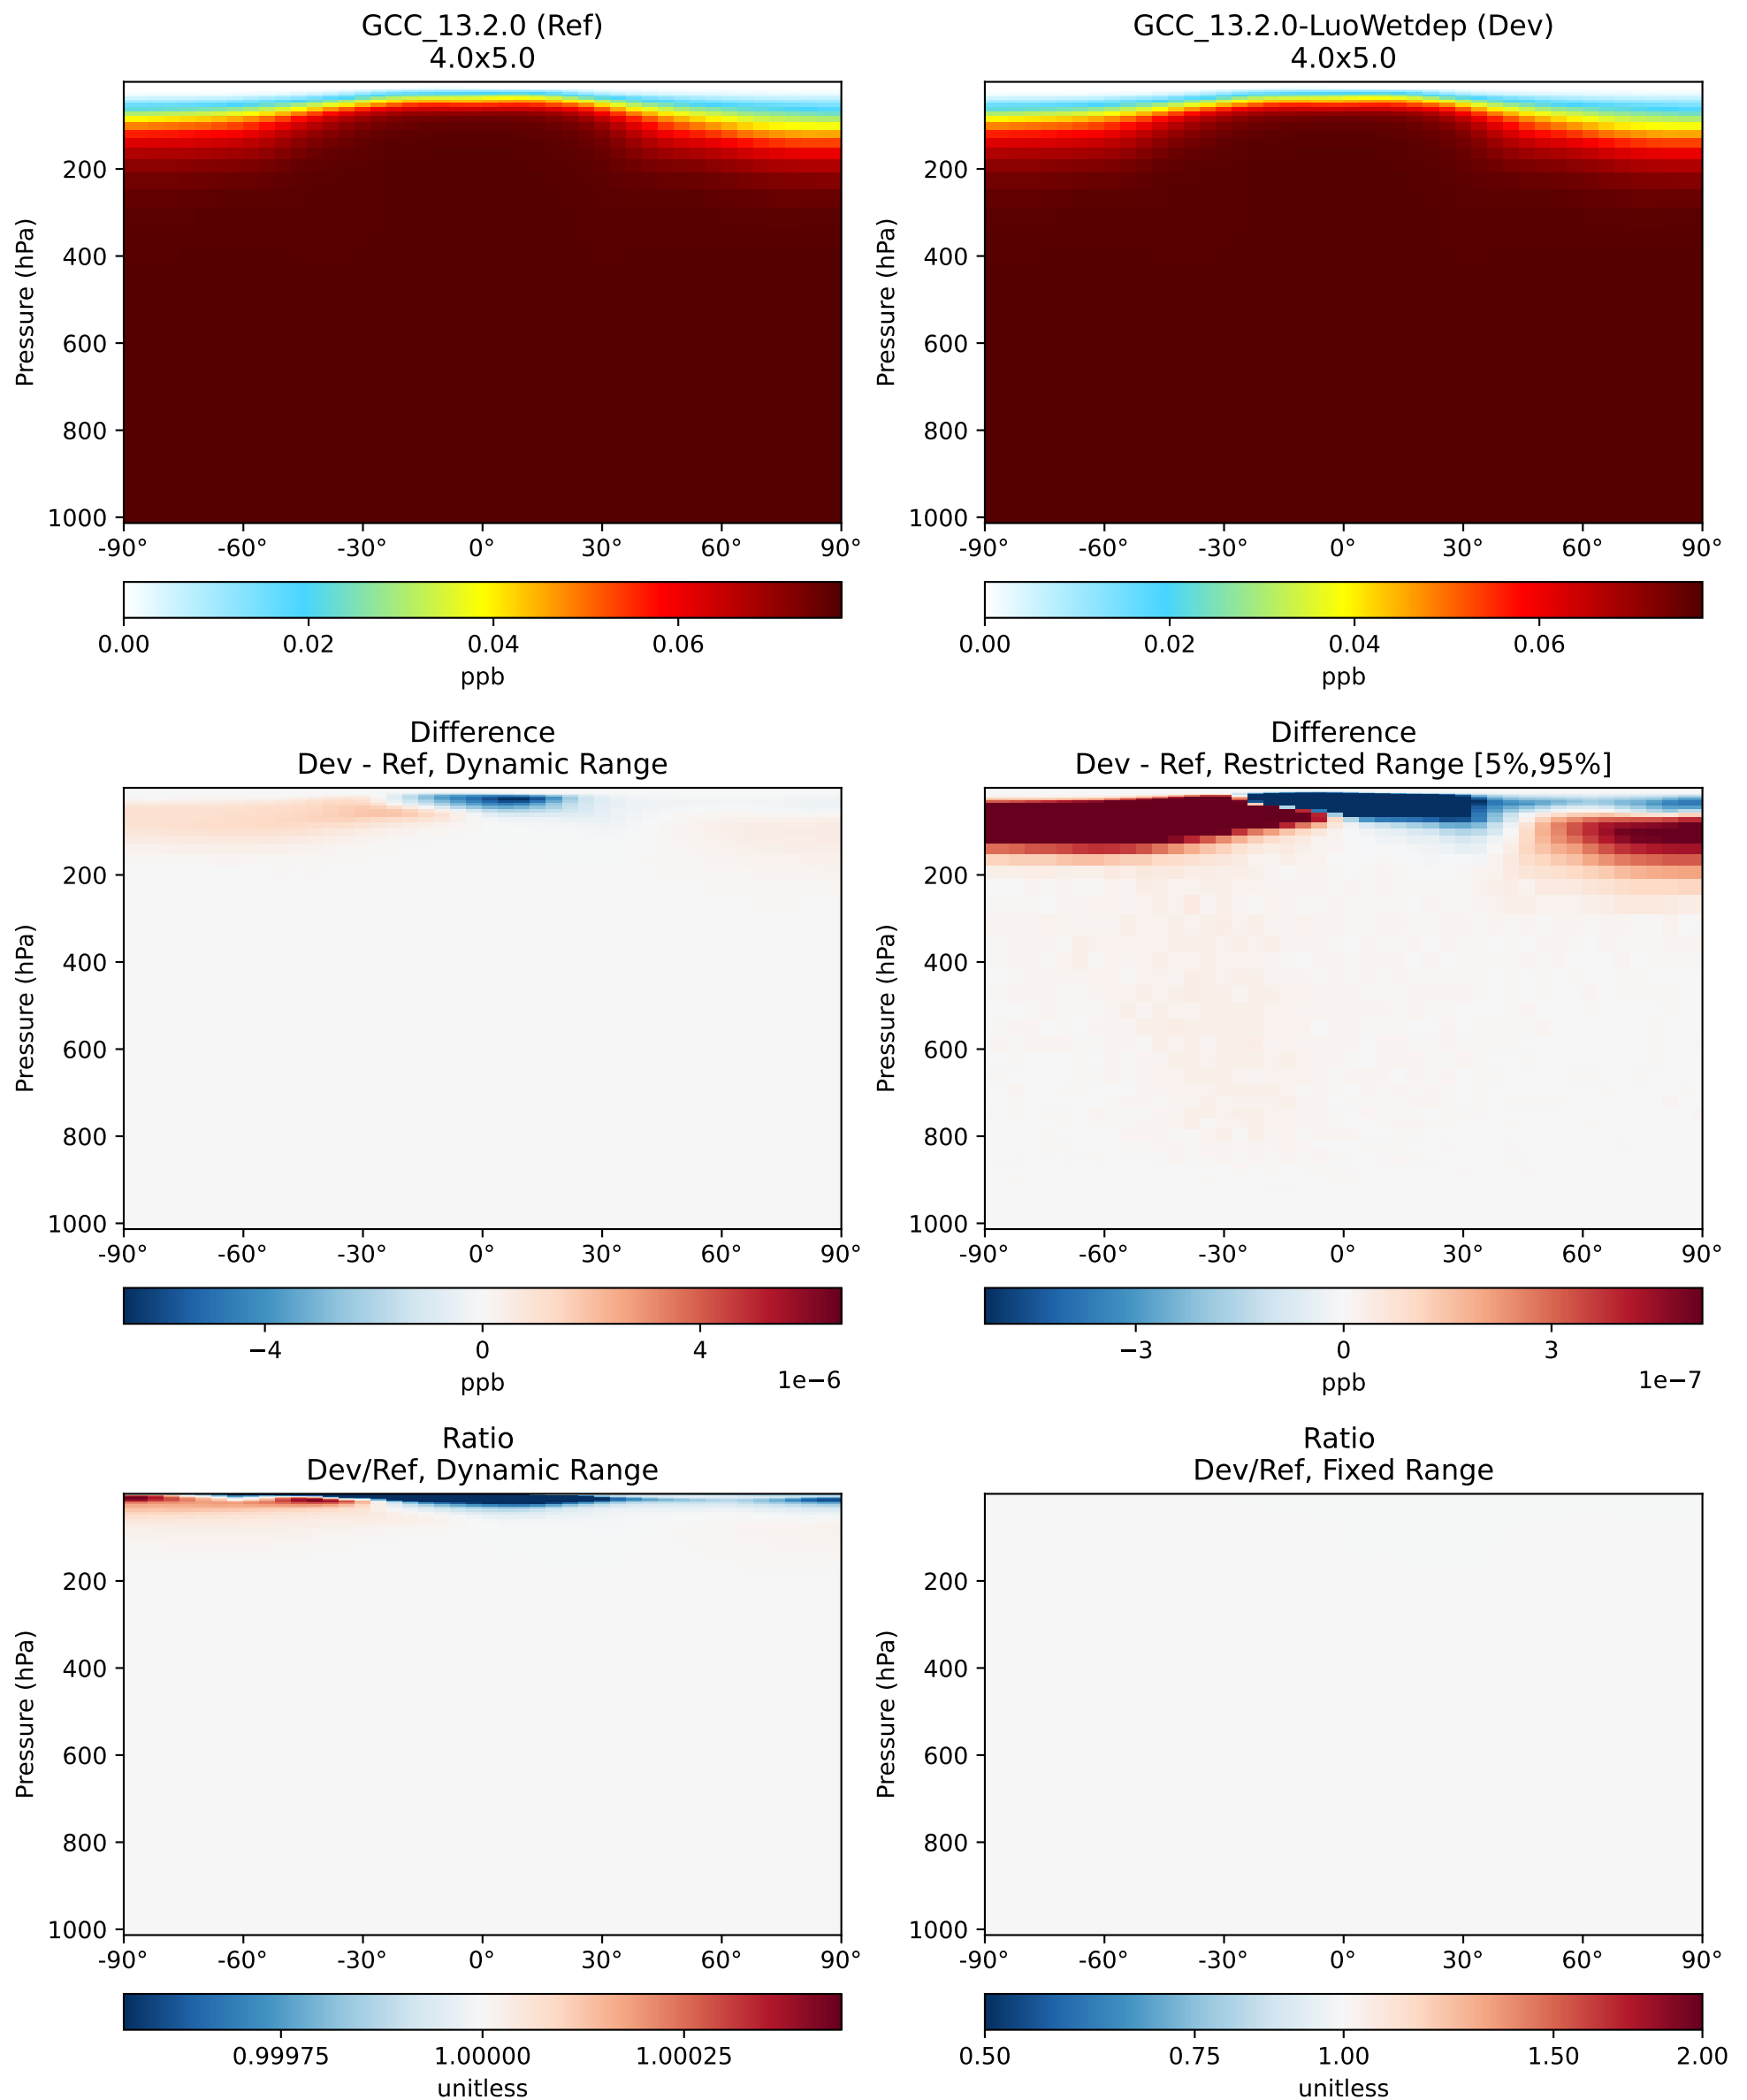 GCC_13.2.0 (Ref)
4.0x5.0
Pressure (hPa)
200
400
600
800
1000
-90° -60° -30° 0° 30° 60° 90°
0.00 0.02 0.04 0.06
ppb
GCC_13.2.0-LuoWetdep (Dev)
4.0x5.0
Pressure (hPa)
200
400
600
800
1000
-90° -60° -30° 0° 30° 60° 90°
0.00 0.02 0.04 0.06
ppb
Difference
Dev - Ref, Dynamic Range
Pressure (hPa)
200
400
600
800
1000
-90° -60° -30° 0° 30° 60° 90°
−4 0 4
ppb 1e−6
Difference
Dev - Ref, Restricted Range [5%,95%]
Pressure (hPa)
200
400
600
800
1000
-90° -60° -30° 0° 30° 60° 90°
−3 0 3
ppb 1e−7
Ratio
Dev/Ref, Dynamic Range
Pressure (hPa)
200
400
600
800
1000
-90° -60° -30° 0° 30° 60° 90°
0.99975 1.00000 1.00025
unitless
Ratio
Dev/Ref, Fixed Range
Pressure (hPa)
200
400
600
800
1000
-90° -60° -30° 0° 30° 60° 90°
0.50 0.75 1.00 1.50 2.00
unitless